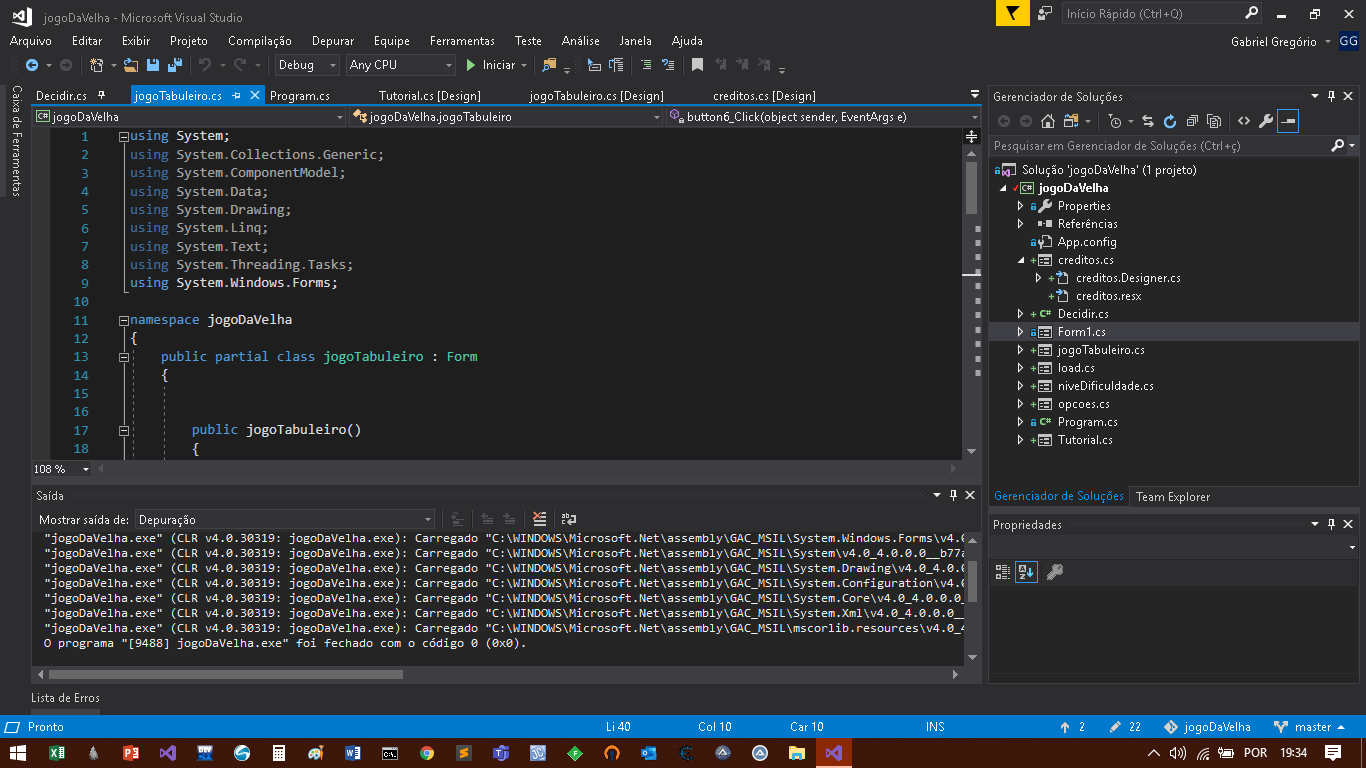 jogoDaVelha - Microsoft Visual Studio
Início Rápido (Ctrl+Q)
Arquivo Editar Exibir Projeto Compilação Depurar Equipe Ferramentas Teste Análise Janela Ajuda
Gabriel Gregório GG
Debug Any CPU Iniciar
Caixa de Ferramentas
Decidir.cs jogoTabuleiro.cs Program.cs Tutorial.cs [Design] jogoTabuleiro.cs [Design] creditos.cs [Design]
jogoDaVelha jogoDaVelha.jogoTabuleiro button6_Click(object sender, EventArgs e)
1 using System;
2 using System.Collections.Generic;
3 using System.ComponentModel;
4 using System.Data;
5 using System.Drawing;
6 using System.Linq;
7 using System.Text;
8 using System.Threading.Tasks;
9 using System.Windows.Forms;
10
11 namespace jogoDaVelha
12 {
13 public partial class jogoTabuleiro : Form
14 {
15
16
17 public jogoTabuleiro()
18 {
108 %
Saída
Mostrar saída de: Depuração
"jogoDaVelha.exe" (CLR v4.0.30319: jogoDaVelha.exe): Carregado "C:\WINDOWS\Microsoft.Net\assembly\GAC_MSIL\System.Windows.Forms\v4.0
"jogoDaVelha.exe" (CLR v4.0.30319: jogoDaVelha.exe): Carregado "C:\WINDOWS\Microsoft.Net\assembly\GAC_MSIL\System\v4.0_4.0.0.0__b77a
"jogoDaVelha.exe" (CLR v4.0.30319: jogoDaVelha.exe): Carregado "C:\WINDOWS\Microsoft.Net\assembly\GAC_MSIL\System.Drawing\v4.0_4.0.0
"jogoDaVelha.exe" (CLR v4.0.30319: jogoDaVelha.exe): Carregado "C:\WINDOWS\Microsoft.Net\assembly\GAC_MSIL\System.Configuration\v4.0
"jogoDaVelha.exe" (CLR v4.0.30319: jogoDaVelha.exe): Carregado "C:\WINDOWS\Microsoft.Net\assembly\GAC_MSIL\System.Core\v4.0_4.0.0.0_
"jogoDaVelha.exe" (CLR v4.0.30319: jogoDaVelha.exe): Carregado "C:\WINDOWS\Microsoft.Net\assembly\GAC_MSIL\System.Xml\v4.0_4.0.0.0__
"jogoDaVelha.exe" (CLR v4.0.30319: jogoDaVelha.exe): Carregado "C:\WINDOWS\Microsoft.Net\assembly\GAC_MSIL\mscorlib.resources\v4.0_4
O programa "[9488] jogoDaVelha.exe" foi fechado com o código 0 (0x0).
Lista de Erros
Gerenciador de Soluções
Pesquisar em Gerenciador de Soluções (Ctrl+ç)
Solução 'jogoDaVelha' (1 projeto)
jogoDaVelha
Properties
Referências
App.config
creditos.cs
creditos.Designer.cs
creditos.resx
Decidir.cs
Form1.cs
jogoTabuleiro.cs
load.cs
niveDificuldade.cs
opcoes.cs
Program.cs
Tutorial.cs
Gerenciador de Soluções Team Explorer
Propriedades
Pronto Li 40 Col 10 Car 10 INS 2 22 jogoDaVelha master
POR 19:34